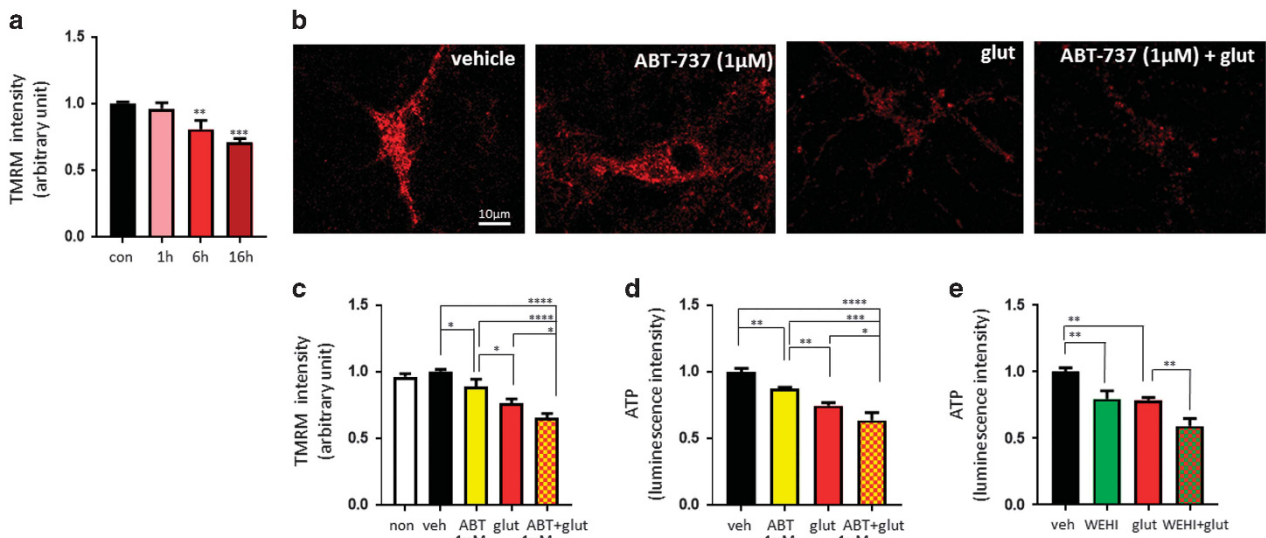 a
TMRM intensity
(arbitrary unit)
1.5
1.0
0.5
0.0
con 1h 6h 16h
** ***
b
vehicle
10μm
ABT-737 (1μM)
glut
ABT-737 (1μM) + glut
c
TMRM intensity
(arbitrary unit)
1.5
1.0
0.5
0.0
****
****
* *
*
non veh ABT glut ABT+glut
d
ATP
(luminescence intensity)
1.5
1.0
0.5
0.0
****
***
** *
**
veh ABT glut ABT+glut
e
ATP
(luminescence intensity)
1.5
1.0
0.5
0.0
**
**
**
veh WEHI glut WEHI+glut